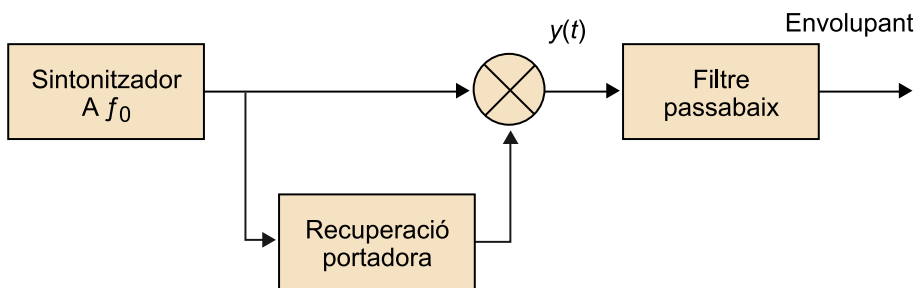 Envolupant
y(t)
Sintonitzador
A f0
Filtre
passabaix
Recuperació
portadora